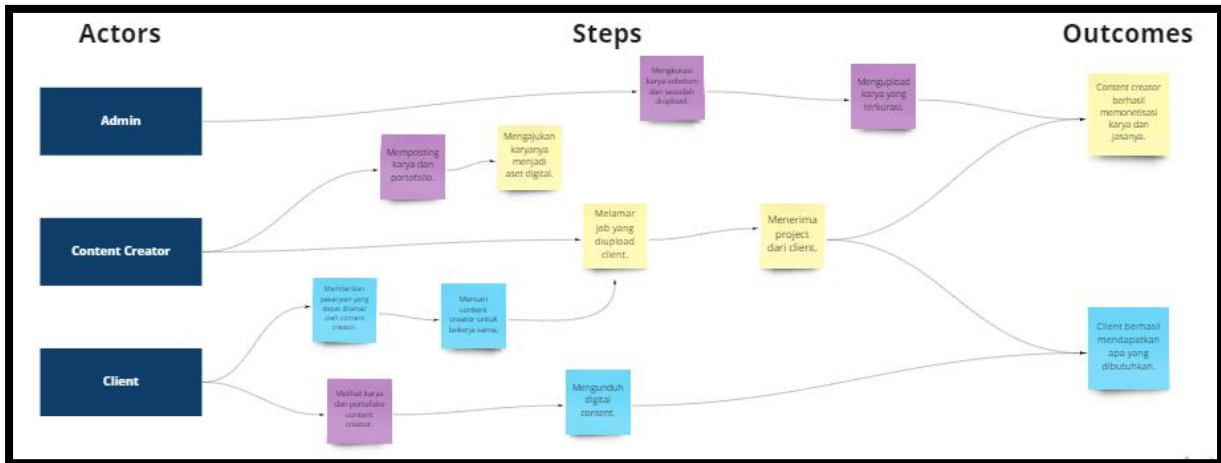 Actors
Steps
Outcomes
Admin
Mengkurasi
karya sebelum
dan sesudah
diupload.
Mengupload
karya yang
terkurasi.
Content creator
berhasil
memonetisasi
karya dan
jasanya.
Memposting
karya dan
portofolio.
Mengajukan
karyanya
menjadi
aset digital.
Content Creator
Melamar
job yang
diupload
client.
Menerima
project
dari client.
Memberikan
pekerjaan yang
dapat dilamar
oleh content
creator.
Mencari
content
creator untuk
bekerja sama.
Client
Melihat karya
dan portofolio
content
creator.
Mengunduh
digital
content.
Client berhasil
mendapatkan
apa yang
dibutuhkan.